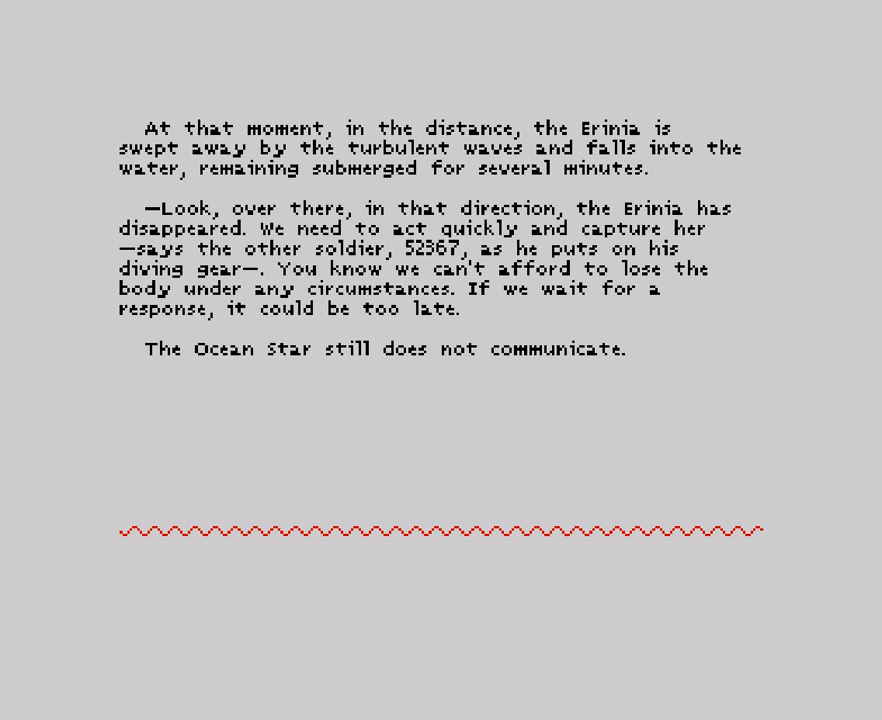 At that moment, in the distance, the Erinia is
swept away by the turbulent waves and falls into the
water, remaining submerged for several minutes.
—Look, over there, in that direction, the Erinia has
disappeared. We need to act quickly and capture her
—says the other soldier, 52367, as he puts on his
diving gear—. You know we can't afford to lose the
body under any circumstances. If we wait for a
response, it could be too late.
The Ocean Star still does not communicate.